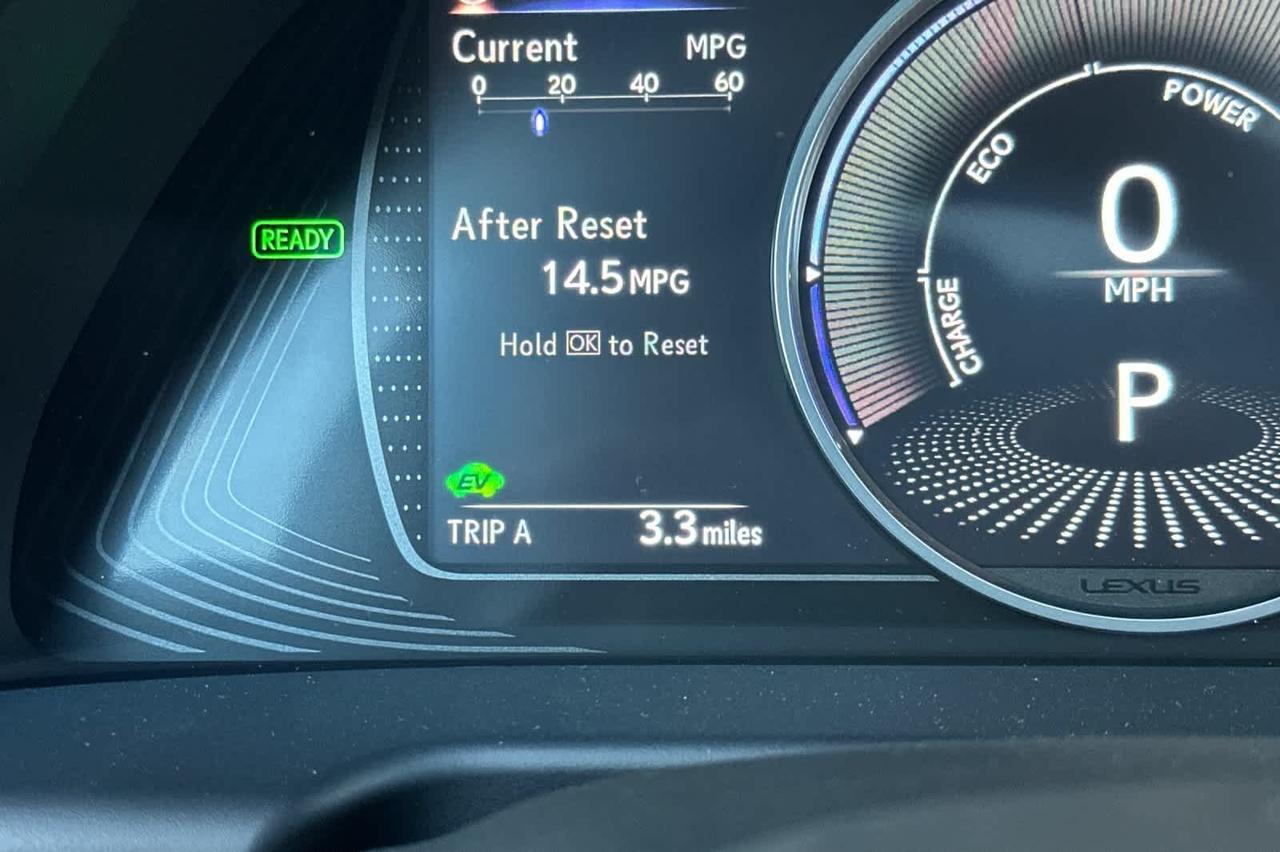 Current MPG
0 20 40 60
After Reset
14.5 MPG
Hold OK to Reset
EV
TRIP A 3.3 miles
READY
POWER
ECO
CHARGE
0
MPH
P
LEXUS